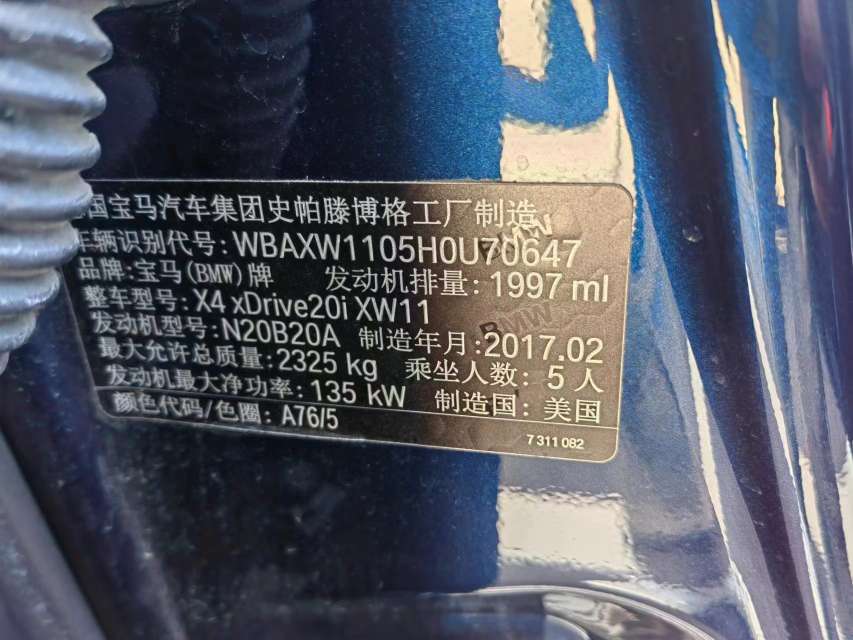 国宝马汽车集团史帕滕博格工厂制造
车辆识别代号: WBAXW1105H0U70647
品牌: 宝马(BMW)牌 发动机排量: 1997 ml
整车型号: X4 xDrive20i XW11
发动机型号: N20B20A 制造年月: 2017.02
最大允许总质量: 2325 kg 乘坐人数: 5 人
发动机最大净功率: 135 kW 制造国: 美国
颜色代码/色圈: A76/5
7 311 082
BMW
BMW